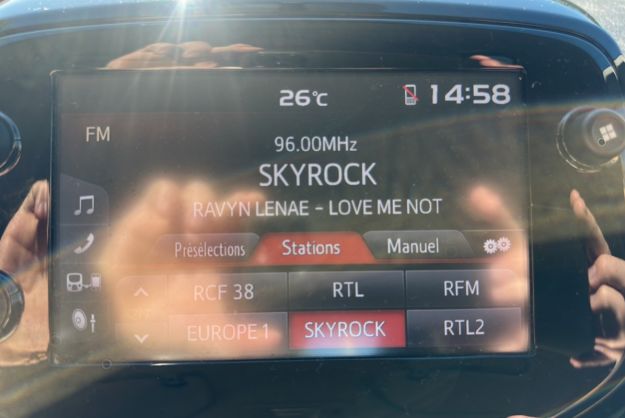 26°C
14:58
FM
96.00MHz
SKYROCK
RAVYN LENAE – LOVE ME NOT
Présélections Stations Manuel
RCF 38 RTL RFM
EUROPE 1 SKYROCK RTL2